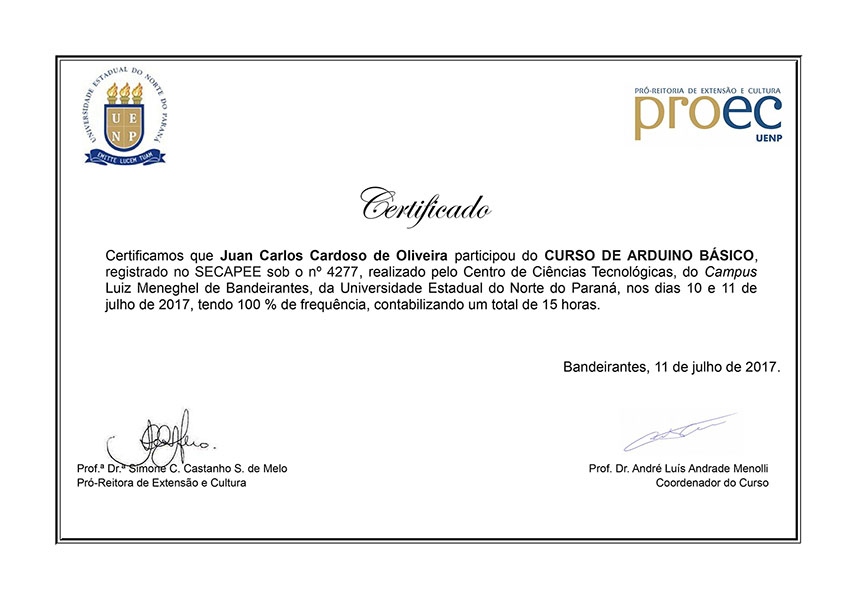 UNIVERSIDADE ESTADUAL DO NORTE DO PARANÁ
U E
N P
EMITTE LUCEM TUAM
PRÓ-REITORIA DE EXTENSÃO E CULTURA
proec
UENP
Certificado
Certificamos que Juan Carlos Cardoso de Oliveira participou do CURSO DE ARDUINO BÁSICO,
registrado no SECAPEE sob o nº 4277, realizado pelo Centro de Ciências Tecnológicas, do Campus
Luiz Meneghel de Bandeirantes, da Universidade Estadual do Norte do Paraná, nos dias 10 e 11 de
julho de 2017, tendo 100 % de frequência, contabilizando um total de 15 horas.
Bandeirantes, 11 de julho de 2017.
Prof.ª Dr.ª Simone C. Castanho S. de Melo
Pró-Reitora de Extensão e Cultura
Prof. Dr. André Luís Andrade Menolli
Coordenador do Curso